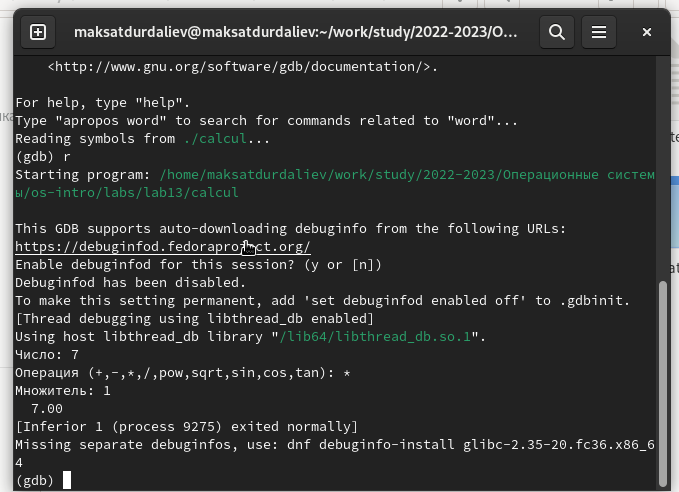 maksatdurdaliev@maksatdurdaliev:~/work/study/2022-2023/O...
<http://www.gnu.org/software/gdb/documentation/>.
For help, type "help".
Type "apropos word" to search for commands related to "word"...
Reading symbols from ./calcul...
(gdb) r
Starting program: /home/maksatdurdaliev/work/study/2022-2023/Операционные систем
ы/os-intro/labs/lab13/calcul
This GDB supports auto-downloading debuginfo from the following URLs:
https://debuginfod.fedoraproject.org/
Enable debuginfod for this session? (y or [n])
Debuginfod has been disabled.
To make this setting permanent, add 'set debuginfod enabled off' to .gdbinit.
[Thread debugging using libthread_db enabled]
Using host libthread_db library "/lib64/libthread_db.so.1".
Число: 7
Операция (+,-,*,/,pow,sqrt,sin,cos,tan): *
Множитель: 1
7.00
[Inferior 1 (process 9275) exited normally]
Missing separate debuginfos, use: dnf debuginfo-install glibc-2.35-20.fc36.x86_6
4
(gdb)